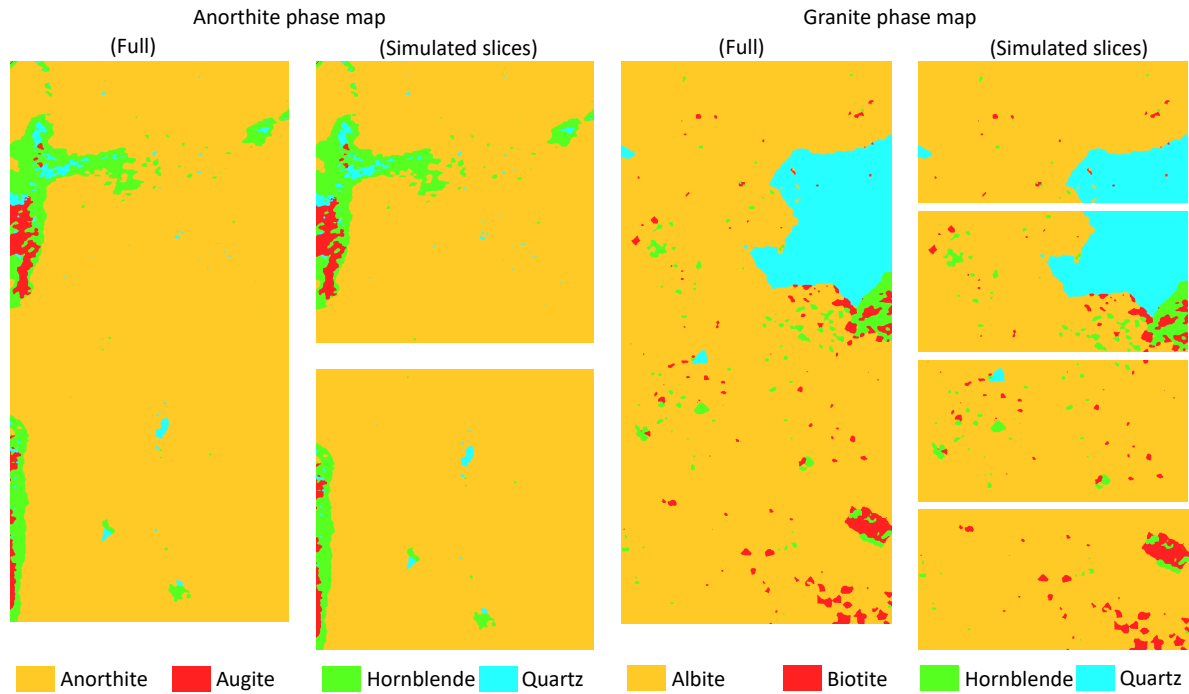 Anorthite phase map Granite phase map
(Full) (Simulated slices) (Full) (Simulated slices)
Anorthite Augite Hornblende Quartz Albite Biotite Hornblende Quartz